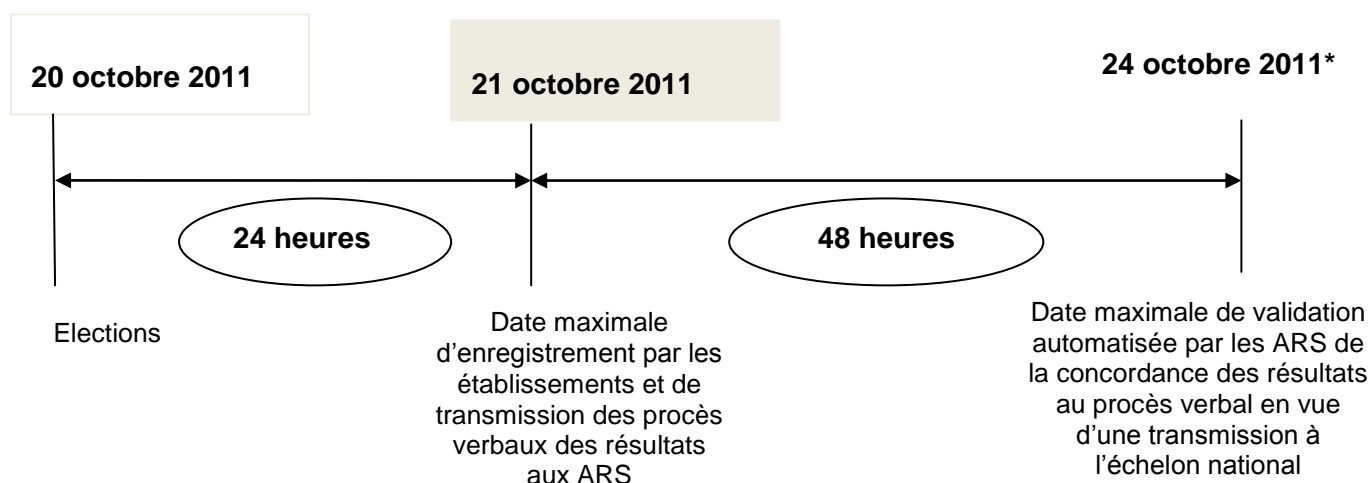 20 octobre 2011
21 octobre 2011
24 octobre 2011*
24 heures
48 heures
Elections
Date maximale
d’enregistrement par les
établissements et de
transmission des procès
verbaux des résultats
aux ARS
Date maximale de validation
automatisée par les ARS de
la concordance des résultats
au procès verbal en vue
d’une transmission à
l’échelon national